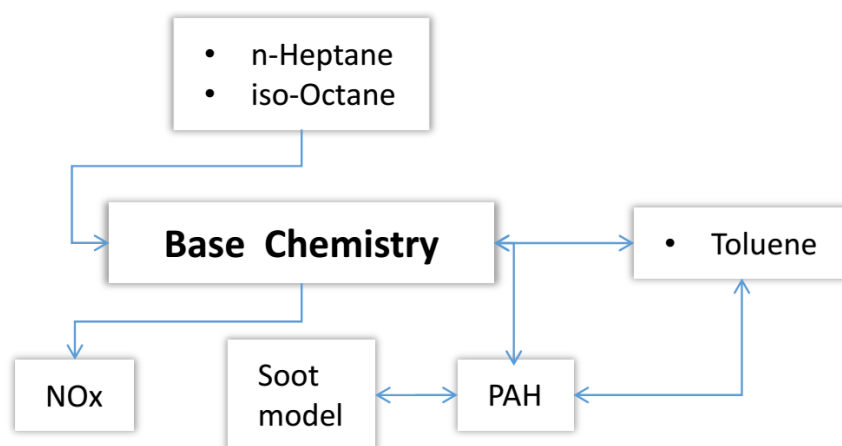 • n-Heptane
• iso-Octane
Base Chemistry
• Toluene
NOx
Soot
model
PAH